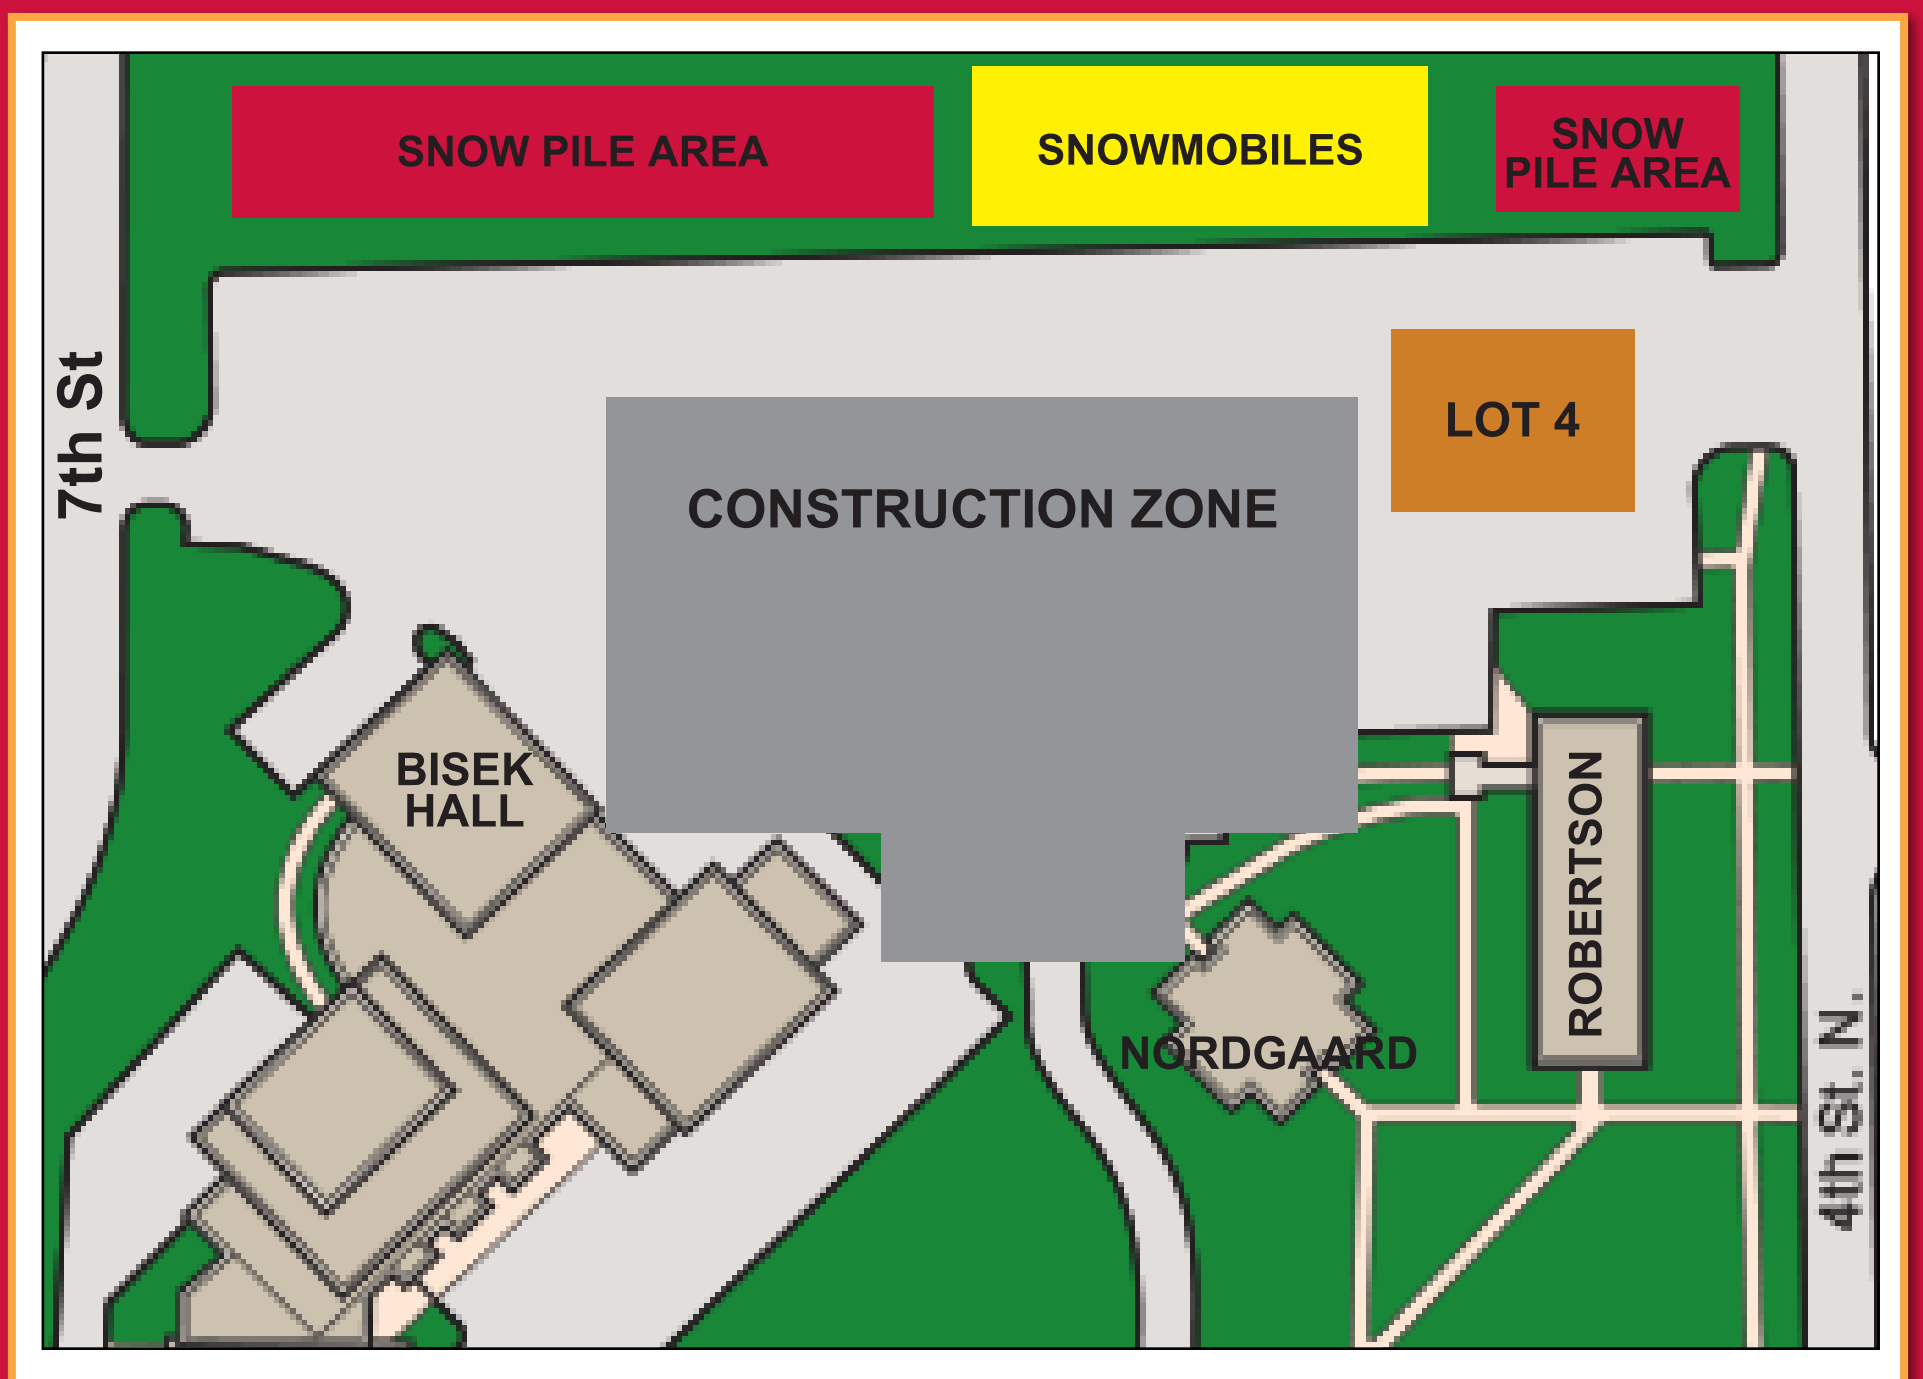 SNOW PILE AREA
SNOWMOBILES
SNOW
PILE AREA
7th St
LOT 4
CONSTRUCTION ZONE
BISEK
HALL
ROBERTSON
NORDGAARD
4th St. N.